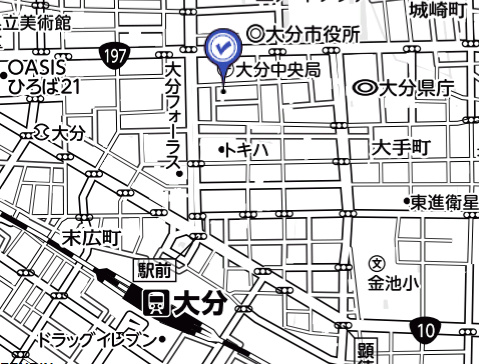 城崎町
立美術館
大分市役所
197
OASIS
ひろば21
大分中央局
大分フォーラス
大分県庁
大分
トキハ
大手町
東進衛星
末広町
駅前
文
金池小
大分
10
ドラッグイレブン